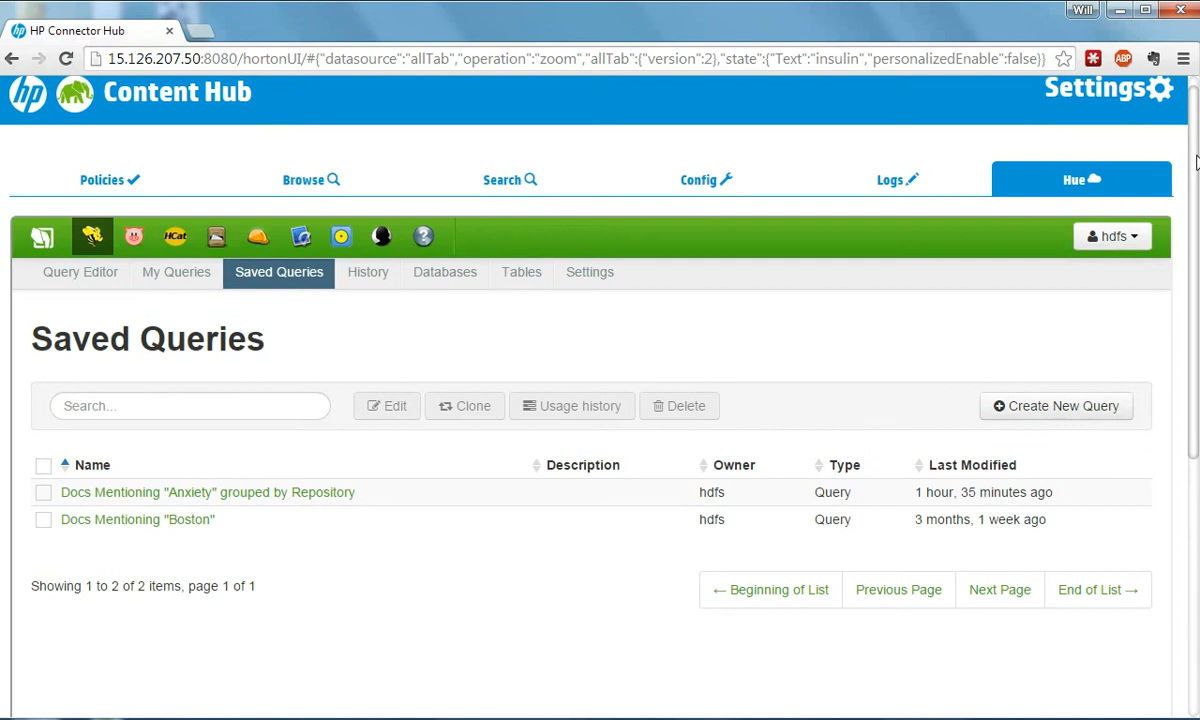 Will
HP Connector Hub
15.126.207.50:8080/hortonUI/#{"datasource":"allTab","operation":"zoom","allTab":{"version":2},"state":{"Text":"insulin","personalizedEnable":false}}
ABP
hp Content Hub Settings
Policies Browse Search Config Logs Hue
HCat ? hdfs
Query Editor My Queries Saved Queries History Databases Tables Settings
Saved Queries
Search... Edit Clone Usage history Delete Create New Query
Name Description Owner Type Last Modified
Docs Mentioning "Anxiety" grouped by Repository hdfs Query 1 hour, 35 minutes ago
Docs Mentioning "Boston" hdfs Query 3 months, 1 week ago
Showing 1 to 2 of 2 items, page 1 of 1 ← Beginning of List Previous Page Next Page End of List →